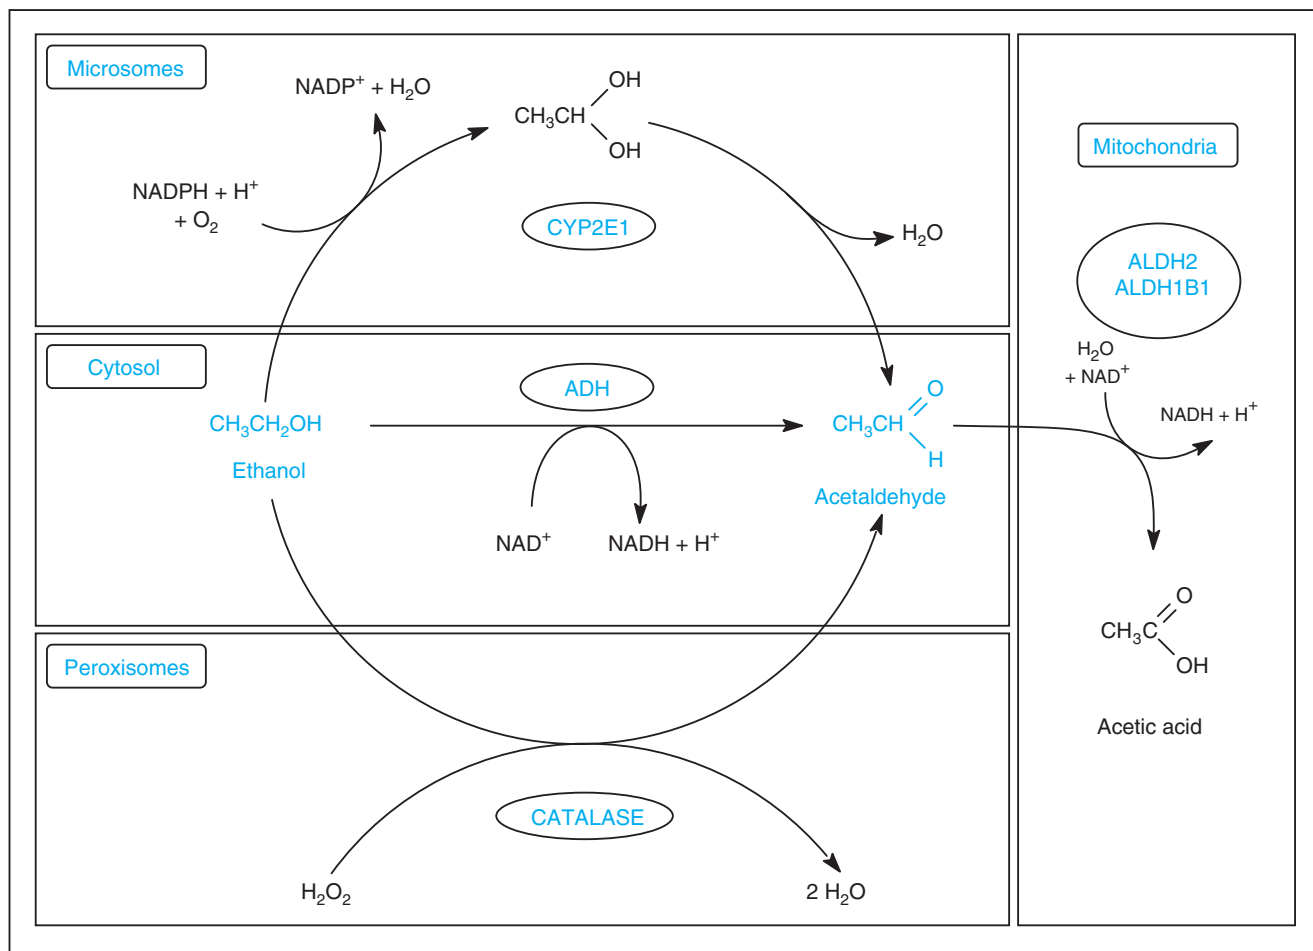 Microsomes
NADP⁺ + H₂O
NADPH + H⁺
+ O₂
OH
CH₃CH
OH
CYP2E1
H₂O
Cytosol
ADH
CH₃CH₂OH
Ethanol
NAD⁺
NADH + H⁺
O
CH₃CH
H
Acetaldehyde
Peroxisomes
CATALASE
H₂O₂
2 H₂O
Mitochondria
ALDH2
ALDH1B1
H₂O
+ NAD⁺
NADH + H⁺
O
CH₃C
OH
Acetic acid